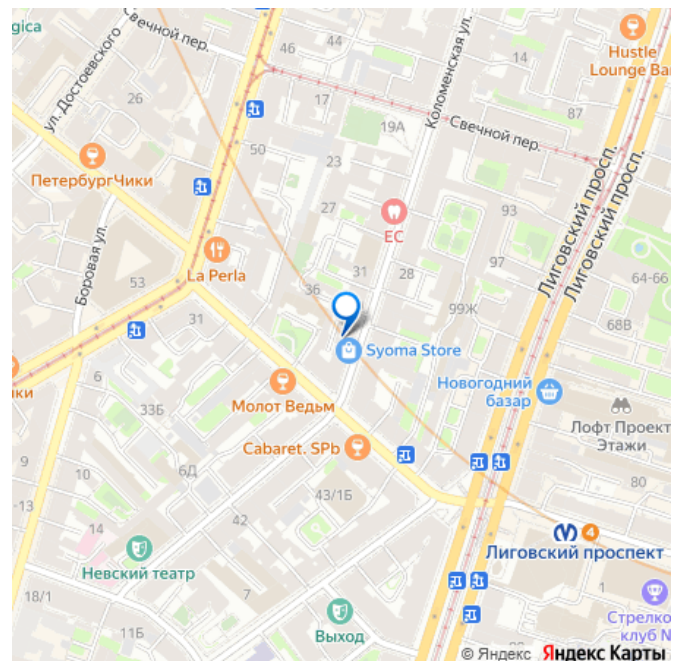 gica
Свечной пер.
46
44
Hustle
Lounge Ba
ул. Достоевского
26
17
Коломенская ул.
14
87
19А
Свечной пер.
50
ПетербургЧики
23
27
Лиговский просп.
Лиговский просп.
ЕС
93
Боровая ул.
La Perla
53
31
28
36
64-66
99Ж
31
68В
Syoma Store
Новогодний
базар
6
ики
Молот Ведьм
33Б
Лофт Проект
Этажи
Cabaret. SPb
9
6Д
10
80
-13
43/1Б
42
14
4
Лиговский проспект
Невский театр
1
18/1
Стрелко
клуб №
11Б
Выход
© Яндекс Яндекс Карты